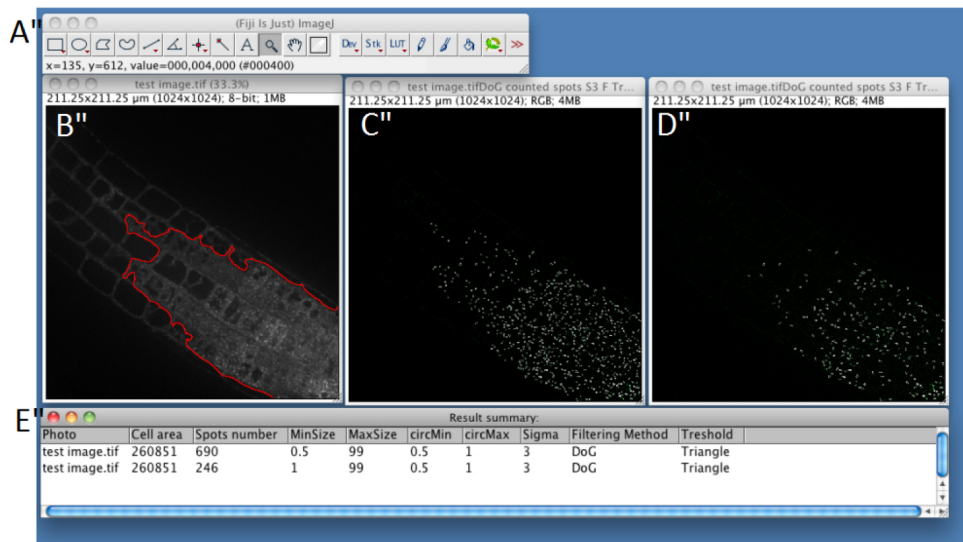 A"
(Fiji Is Just) ImageJ
A Dev Stk LUT >>
x=135, y=612, value=000,004,000 (#000400)
test image.tif (33.3%)
211.25x211.25 µm (1024x1024); 8-bit; 1MB
B"
test image.tifDoG counted spots S3 F Tr...
211.25x211.25 µm (1024x1024); RGB; 4MB
C"
test image.tifDoG counted spots S3 F Tr...
211.25x211.25 µm (1024x1024); RGB; 4MB
D"
E"
Result summary:
Photo Cell area Spots number MinSize MaxSize circMin circMax Sigma Filtering Method Treshold
test image.tif 260851 690 0.5 99 0.5 1 3 DoG Triangle
test image.tif 260851 246 1 99 0.5 1 3 DoG Triangle